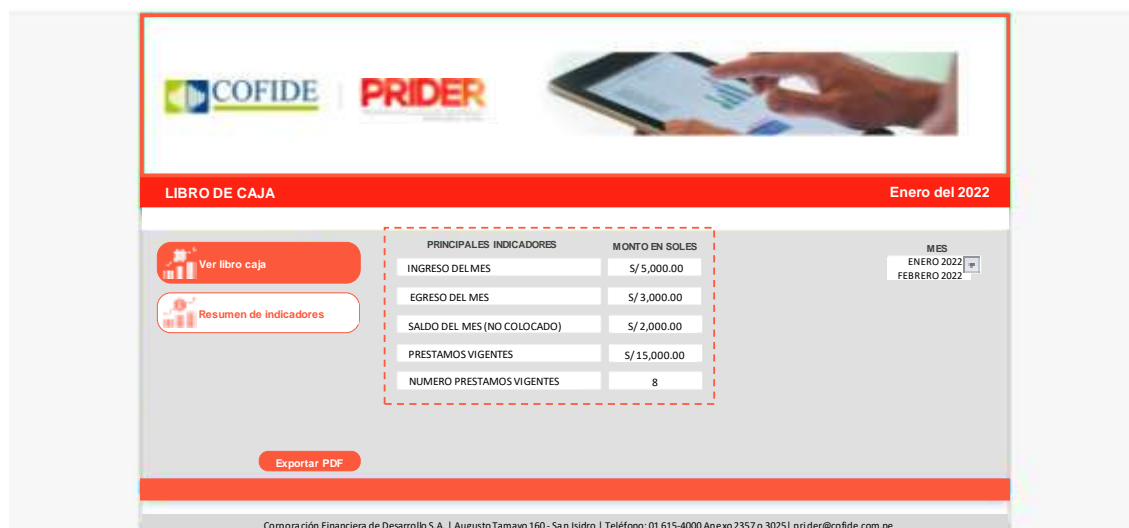 COFIDE
PRIDER
LIBRO DE CAJA
Enero del 2022
Ver libro caja
Resumen de indicadores
PRINCIPALES INDICADORES MONTO EN SOLES
INGRESO DEL MES S/ 5,000.00
EGRESO DEL MES S/ 3,000.00
SALDO DEL MES (NO COLOCADO) S/ 2,000.00
PRESTAMOS VIGENTES S/ 15,000.00
NUMERO PRESTAMOS VIGENTES 8
MES
ENERO 2022
FEBRERO 2022
Exportar PDF
Corporación Financiera de Desarrollo S.A. | Augusto Tamayo 160 - San Isidro | Teléfono: 01 615-4000 Anexo 2357 o 3025| prider@cofide.com.pe